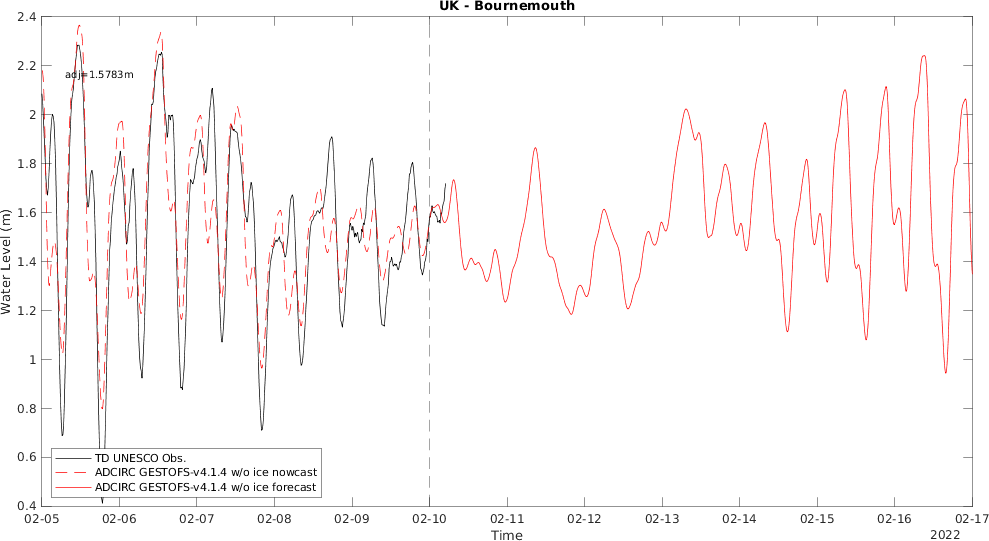 UK - Bournemouth
2.4
2.2
2
1.8
1.6
1.4
1.2
1
0.8
0.6
0.4
Water Level (m)
adj=1.5783m
TD UNESCO Obs.
ADCIRC GESTOFS-v4.1.4 w/o ice nowcast
ADCIRC GESTOFS-v4.1.4 w/o ice forecast
02-05 02-06 02-07 02-08 02-09 02-10 02-11 02-12 02-13 02-14 02-15 02-16 02-17
Time
2022